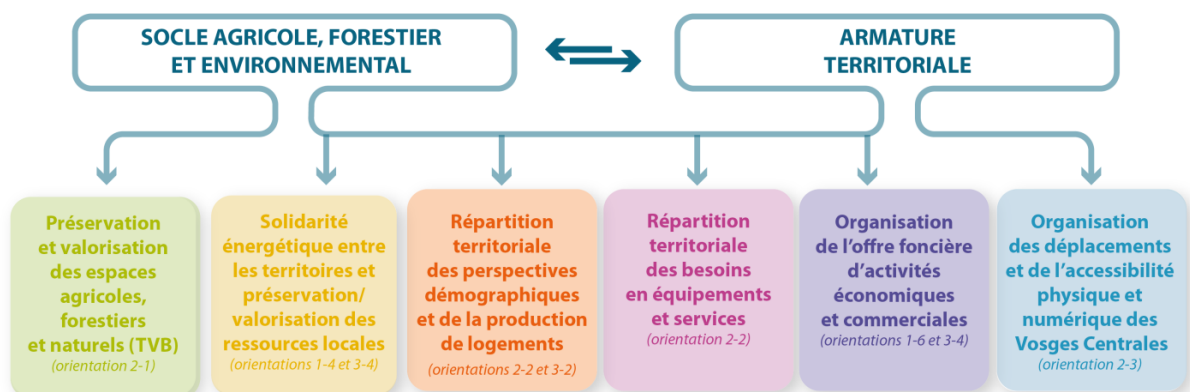 SOCLE AGRICOLE, FORESTIER
ET ENVIRONNEMENTAL
ARMATURE
TERRITORIALE
Préservation
et valorisation
des espaces
agricoles,
forestiers
et naturels (TVB)
(orientation 2-1)
Solidarité
énergétique entre
les territoires et
préservation/
valorisation des
ressources locales
(orientations 1-4 et 3-4)
Répartition
territoriale
des perspectives
démographiques
et de la production
de logements
(orientations 2-2 et 3-2)
Répartition
territoriale
des besoins
en équipements
et services
(orientation 2-2)
Organisation
de l'offre foncière
d'activités
économiques
et commerciales
(orientations 1-6 et 3-4)
Organisation
des déplacements
et de l'accessibilité
physique et
numérique des
Vosges Centrales
(orientation 2-3)